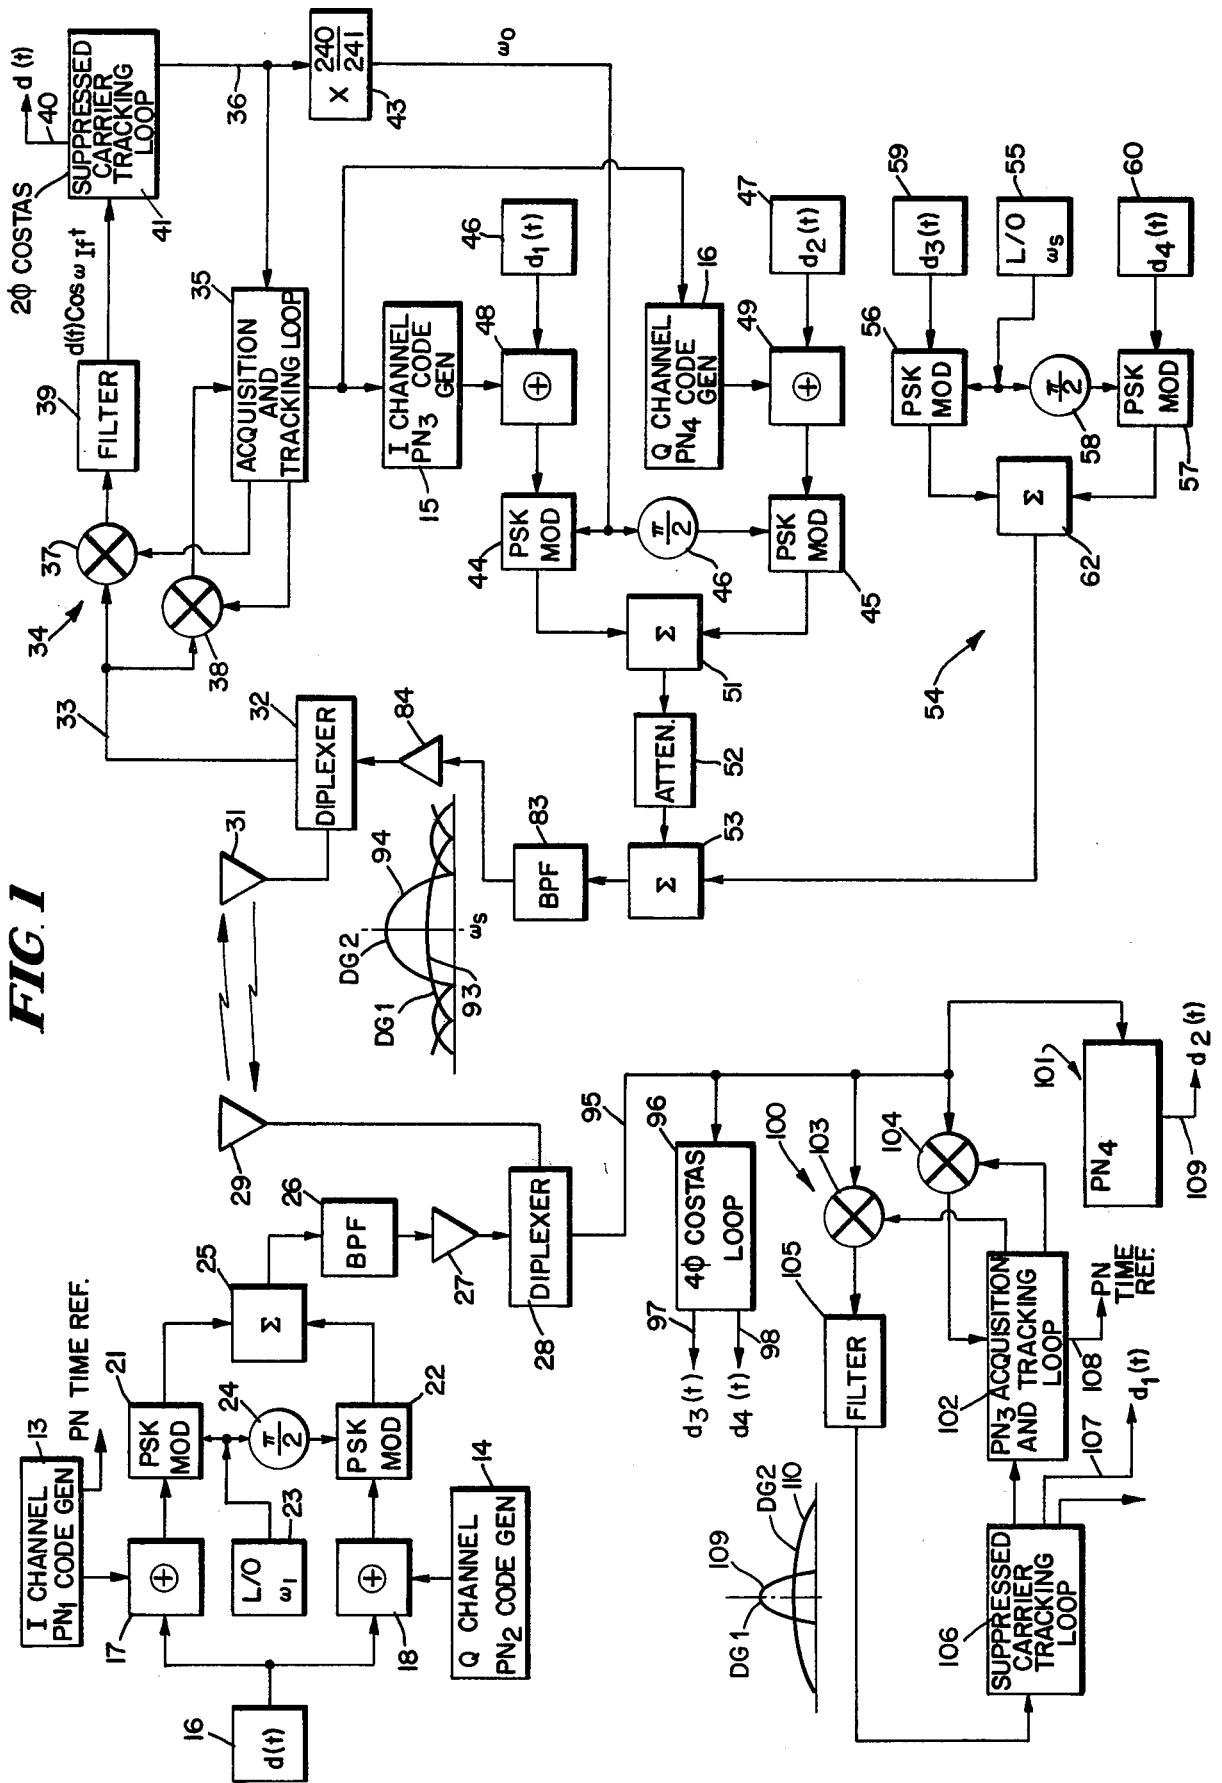 FIG. 1
I CHANNEL
PN1 CODE GEN
13
PN TIME REF.
16
d(t)
17
18
L/O
ω1
23
Q CHANNEL
PN2 CODE GEN
14
PSK
MOD
21
π/2
24
PSK
MOD
22
Σ
25
BPF
26
27
DIPLEXER
28
29
31
DIPLEXER
32
33
34
37
38
FILTER
39
d(t)Cos ω If t
2Φ COSTAS
SUPPRESSED
CARRIER
TRACKING
LOOP
40
d(t)
41
36
ACQUISITION
AND
TRACKING LOOP
35
X 240/241
43
ωo
I CHANNEL
PN3 CODE
GEN
15
48
46
d1(t)
PSK
MOD
44
π/2
46
Q CHANNEL
PN4 CODE
GEN
16
49
47
d2(t)
PSK
MOD
45
Σ
51
ATTEN.
52
Σ
53
BPF
83
84
DG2
94
DG1
93
ωs
54
PSK
MOD
56
59
d3(t)
L/O
ωs
55
π/2
58
PSK
MOD
57
60
d4(t)
Σ
62
95
4Φ COSTAS
LOOP
96
97
d3(t)
98
d4(t)
100
103
104
101
PN4
109
d2(t)
105
FILTER
PN3 ACQUISITION
AND TRACKING
LOOP
102
108
PN
TIME
REF.
107
d1(t)
SUPPRESSED
CARRIER
TRACKING
LOOP
106
DG1
109
DG2
110